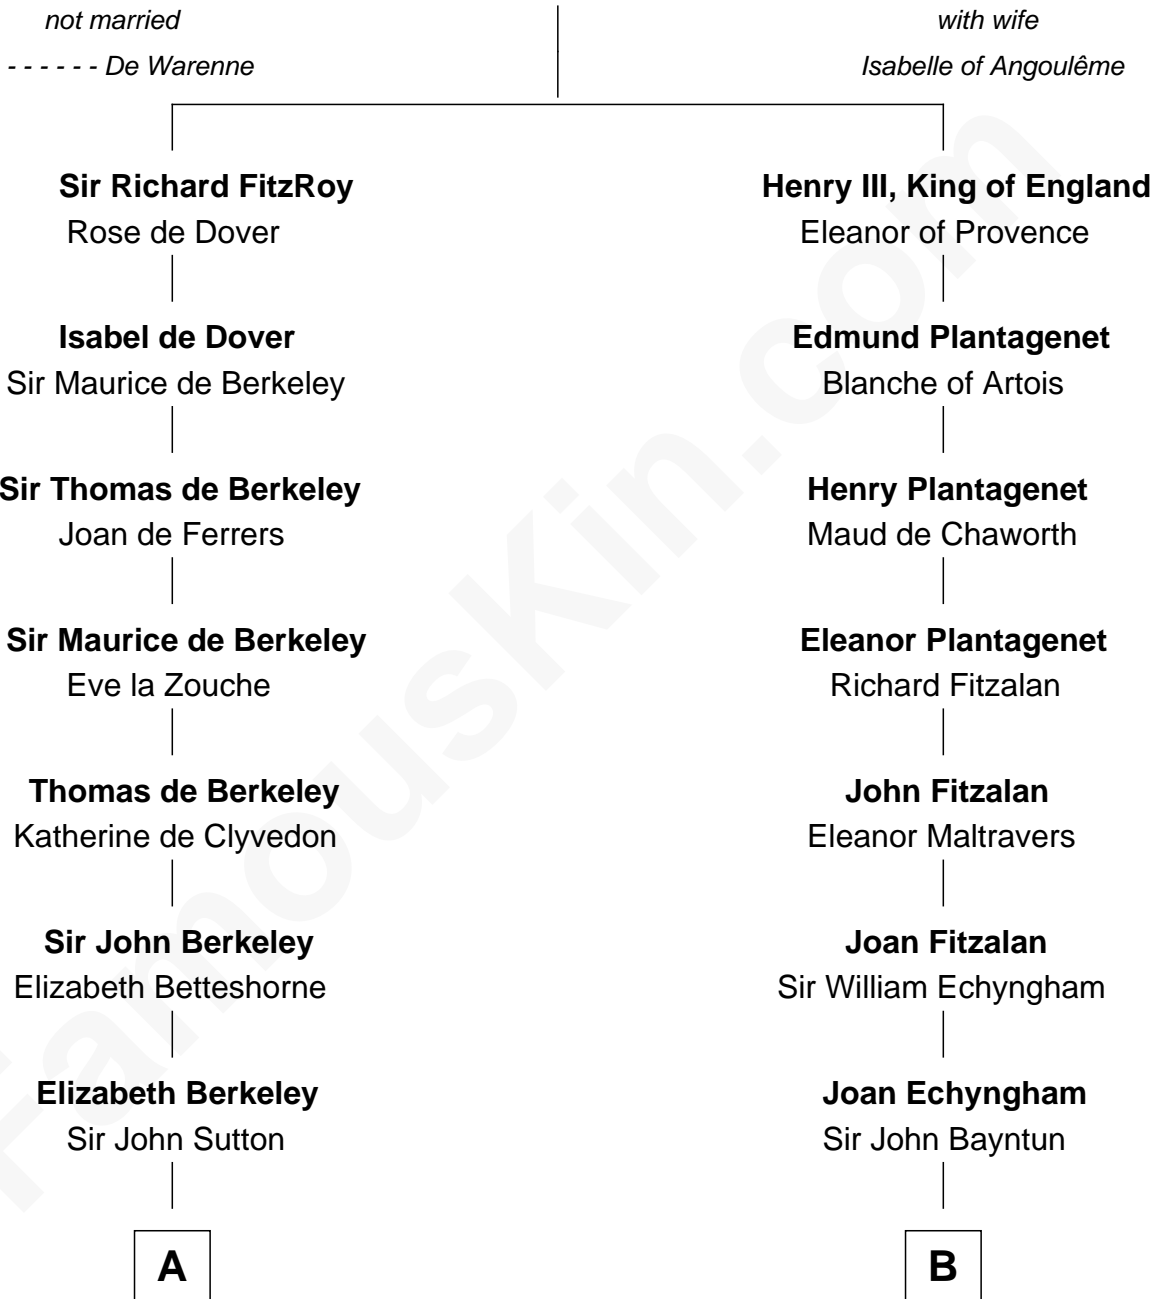 not married
- - - - - - De Warenne
with wife
Isabelle of Angoulême
Sir Richard FitzRoy
Rose de Dover
Isabel de Dover
Sir Maurice de Berkeley
Sir Thomas de Berkeley
Joan de Ferrers
Sir Maurice de Berkeley
Eve la Zouche
Thomas de Berkeley
Katherine de Clyvedon
Sir John Berkeley
Elizabeth Betteshorne
Elizabeth Berkeley
Sir John Sutton
A
Henry III, King of England
Eleanor of Provence
Edmund Plantagenet
Blanche of Artois
Henry Plantagenet
Maud de Chaworth
Eleanor Plantagenet
Richard Fitzalan
John Fitzalan
Eleanor Maltravers
Joan Fitzalan
Sir William Echyngham
Joan Echyngham
Sir John Bayntun
B
FamousKin.com